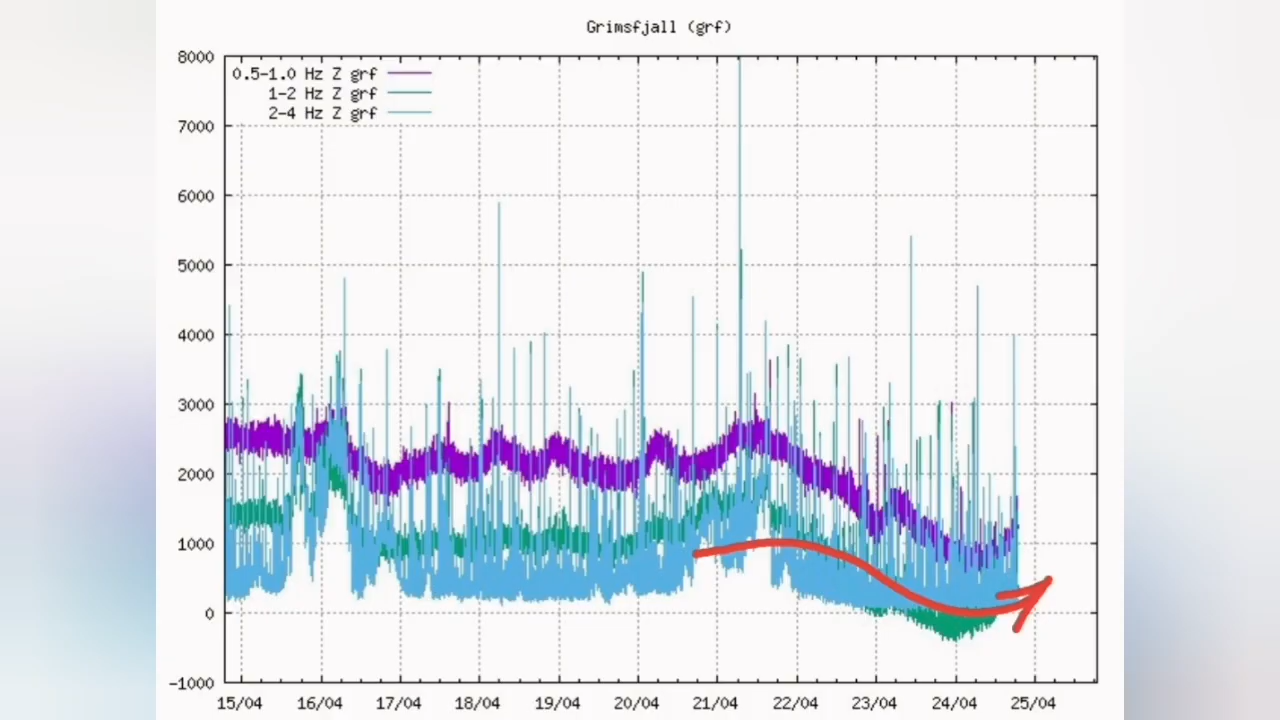 Grimsfjall (grf)
8000
0.5-1.0 Hz Z grf
1-2 Hz Z grf
2-4 Hz Z grf
7000
6000
5000
4000
3000
2000
1000
0
-1000
15/04 16/04 17/04 18/04 19/04 20/04 21/04 22/04 23/04 24/04 25/04